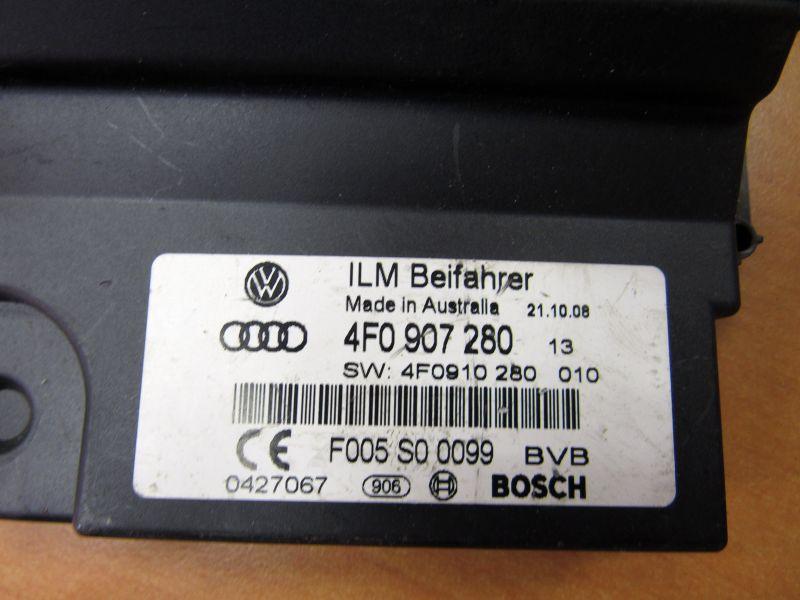 ILM Beifahrer
Made in Australia 21.10.08
4F0 907 280 13
SW: 4F0910 280 010
CE F005 S0 0099 BVB
0427067 906 BOSCH